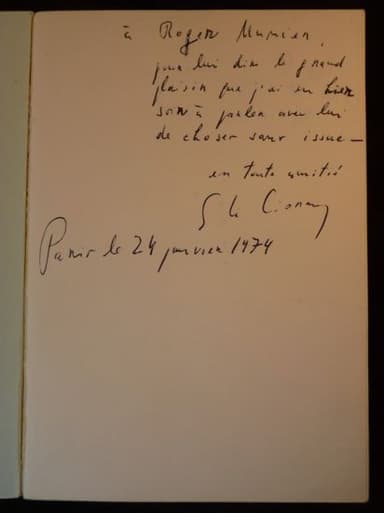 à Roger Munier,
pour lui dire le grand
plaisir que j'ai eu hier
soir à parler avec lui
de choses sans issue —
en toute amitié
E. M. Cioran
Paris le 24 janvier 1974